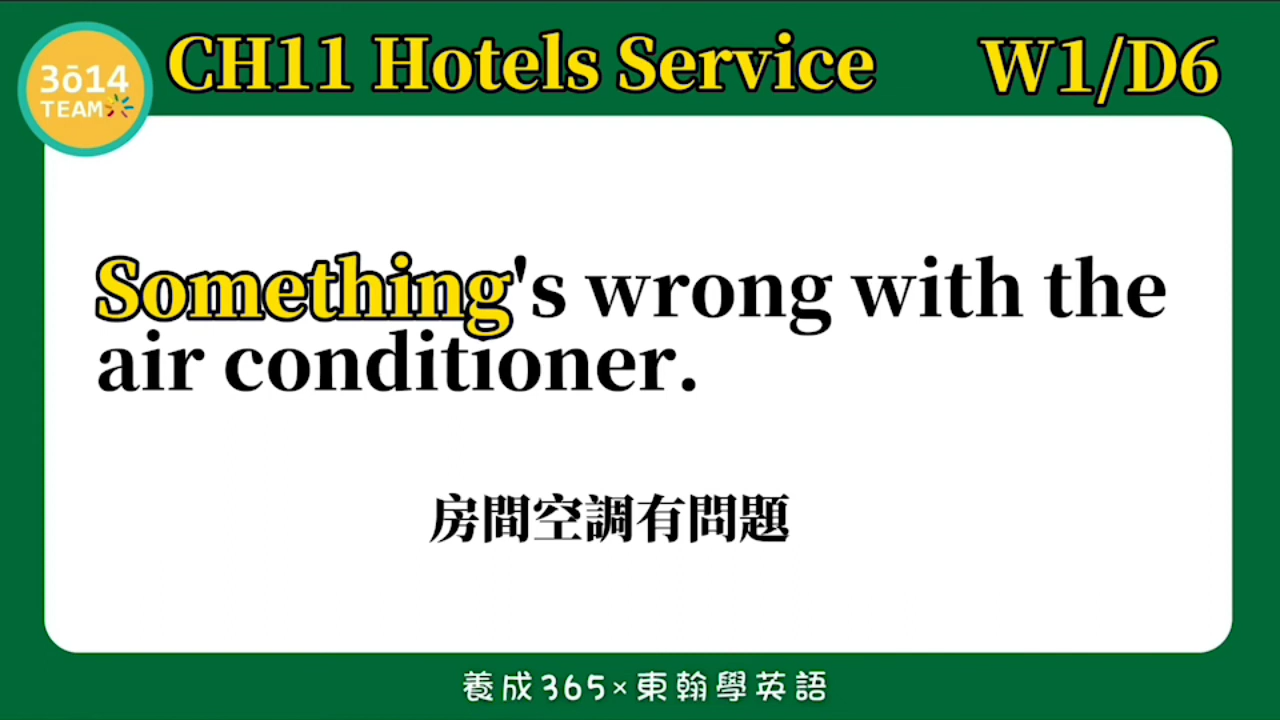 3ō14
TEAM
CH11 Hotels Service
W1/D6
Something's wrong with the
air conditioner.
房間空調有問題
養成365×東翰學英語